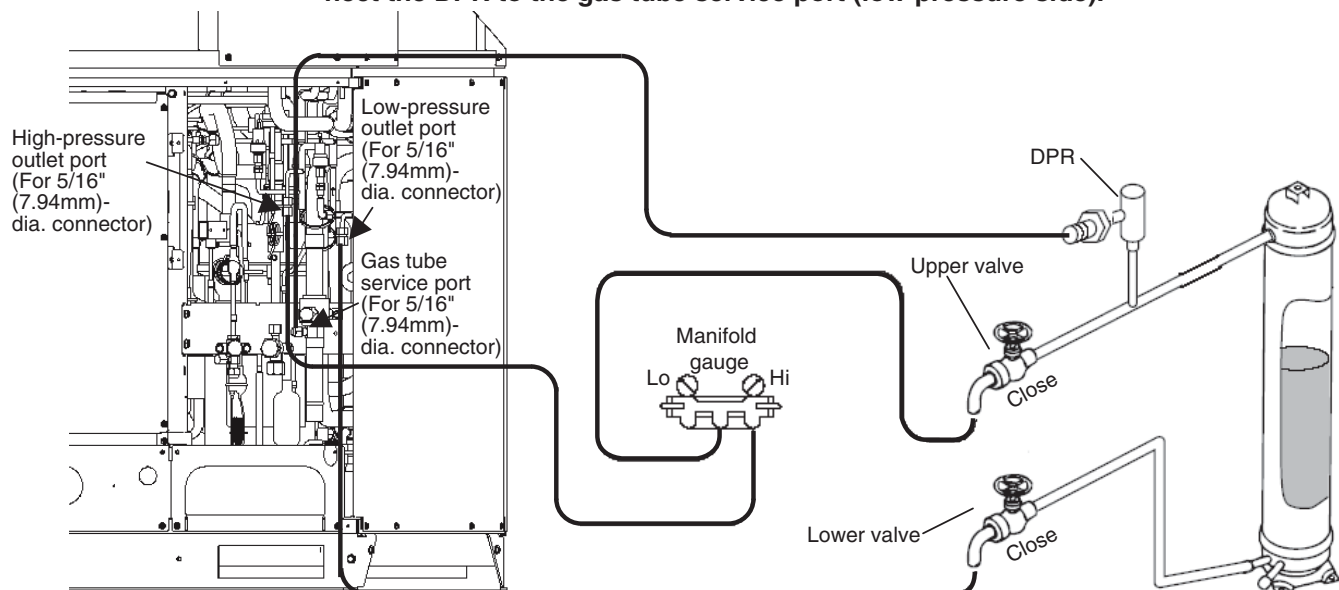 nect the DPR to the gas tube service port (low-pressure side).
High-pressure
outlet port
(For 5/16"
(7.94mm)-
dia. connector)
Low-pressure
outlet port
(For 5/16"
(7.94mm)-
dia. connector)
Gas tube
service port
(For 5/16"
(7.94mm)-
dia. connector)
DPR
Upper valve
Close
Manifold
gauge
Lo
Hi
Lower valve
Close